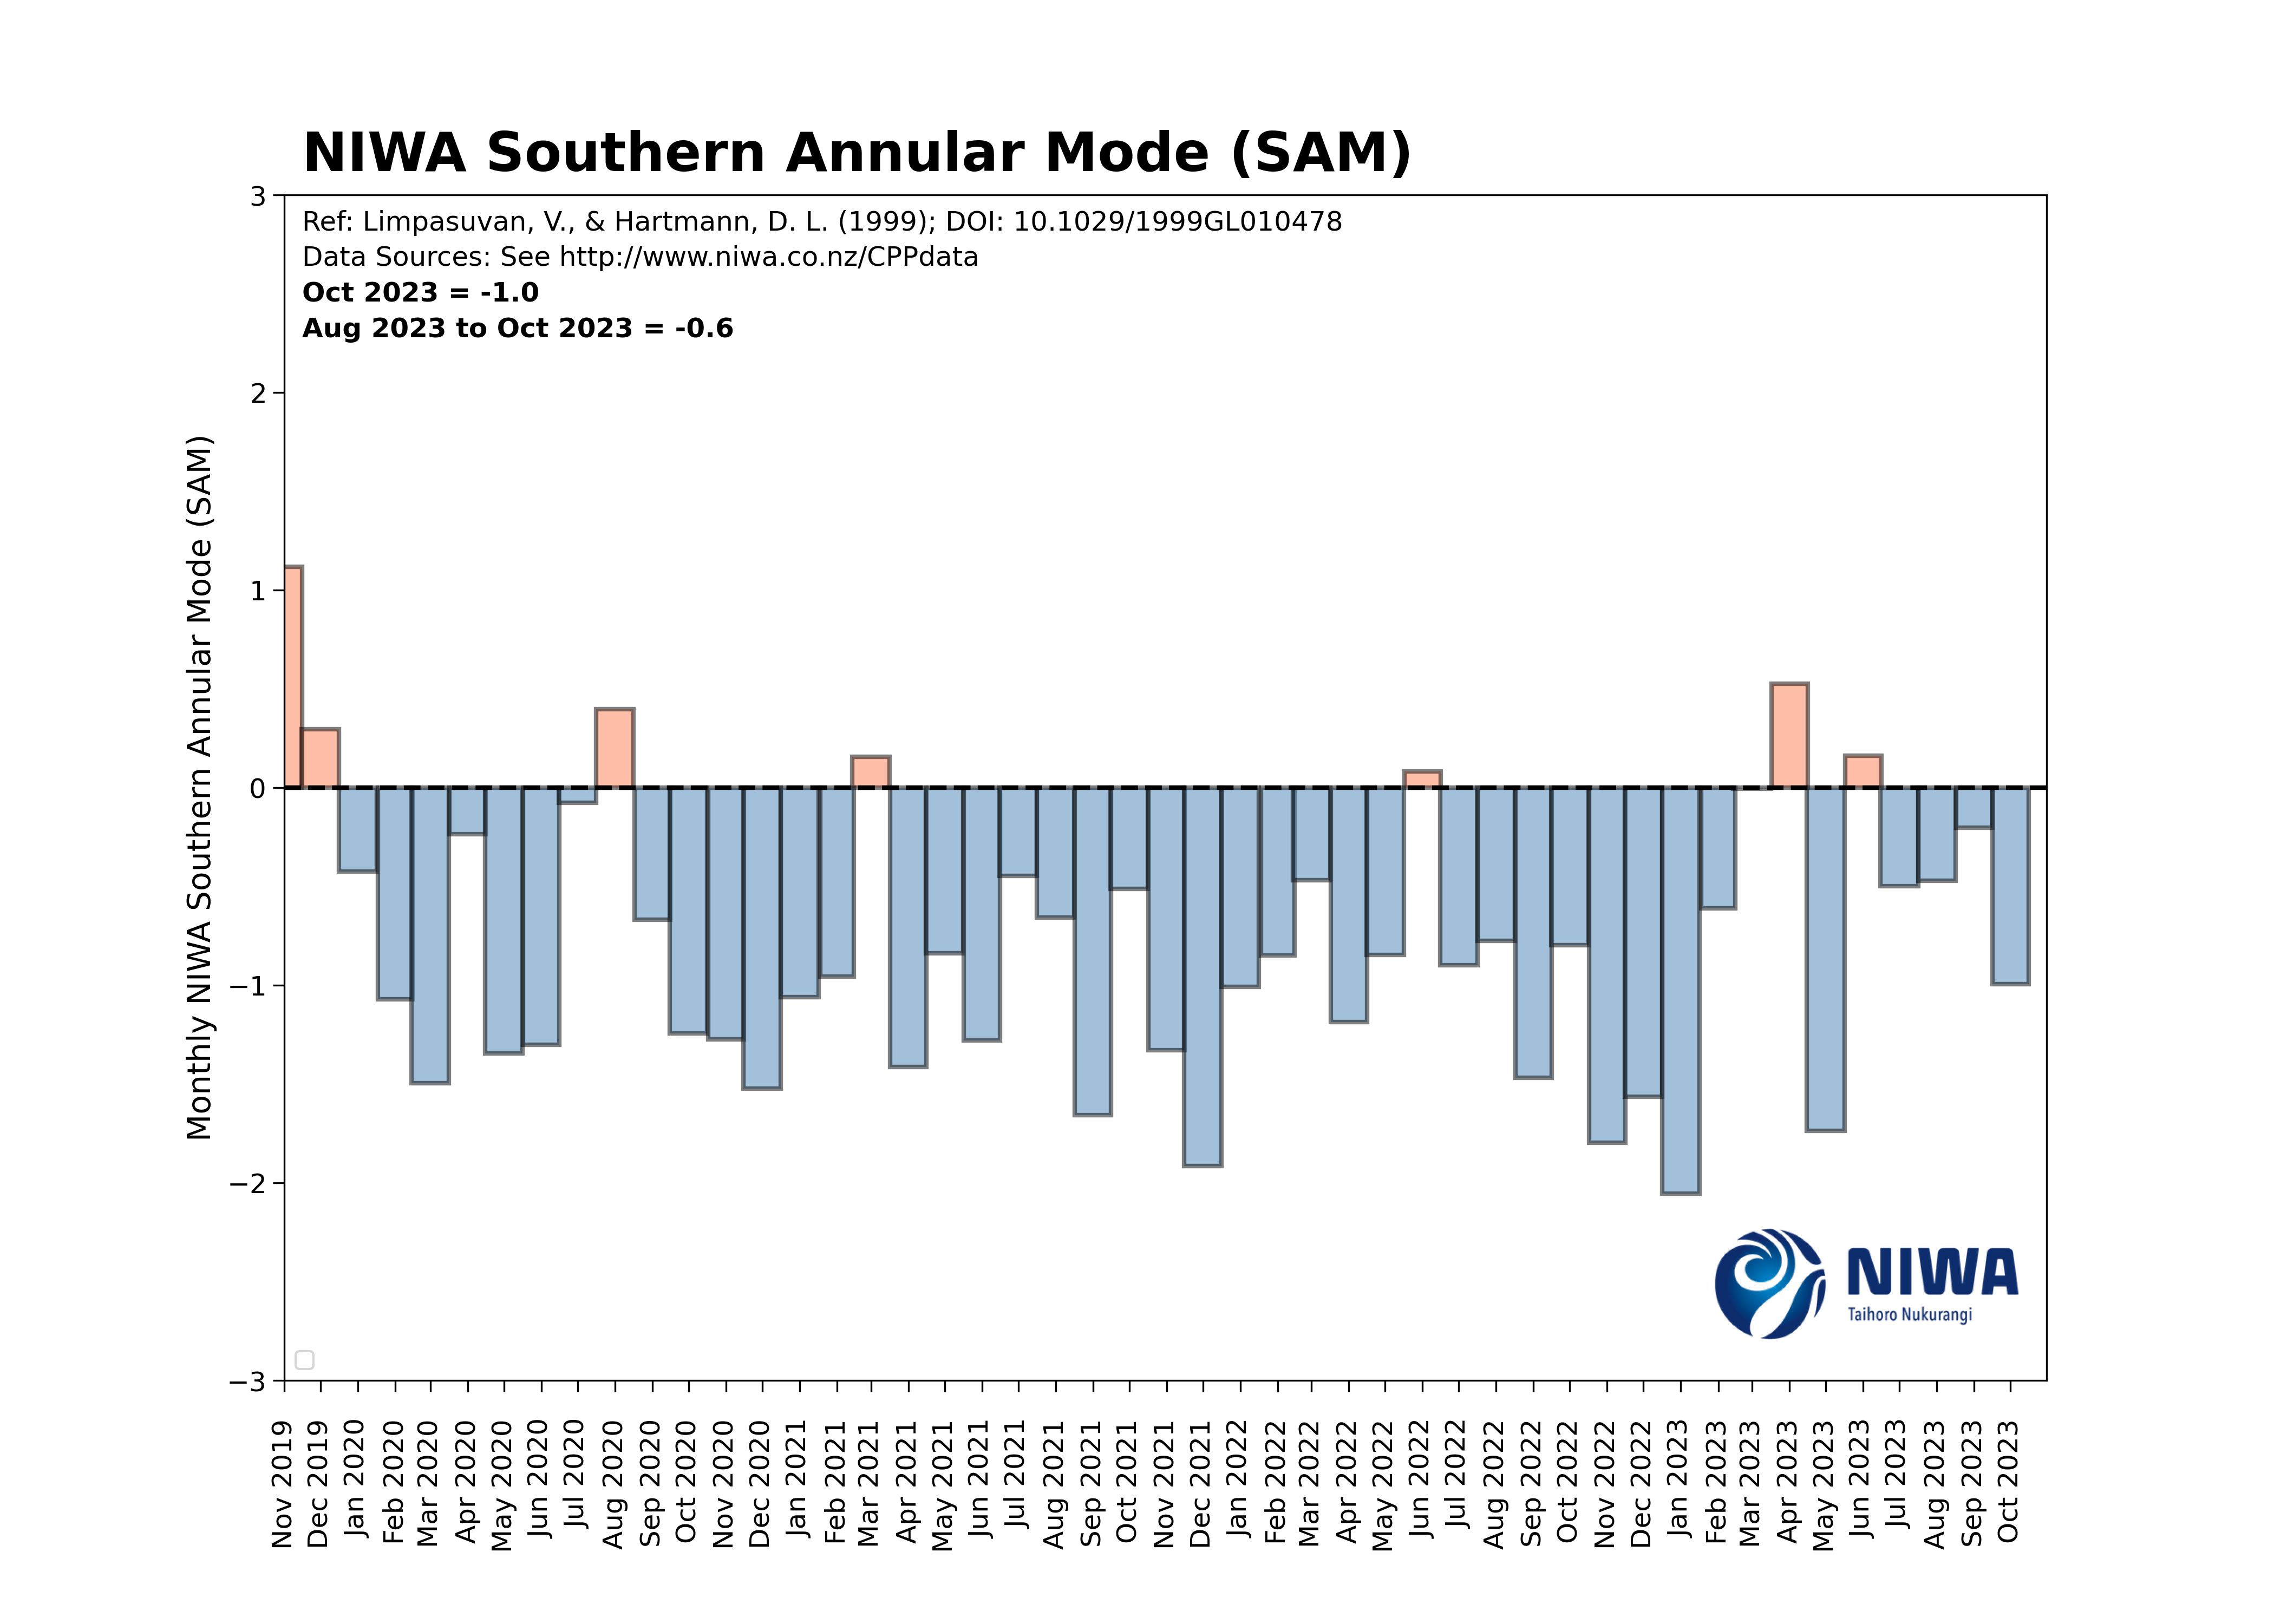 NIWA Southern Annular Mode (SAM)
Ref: Limpasuvan, V., & Hartmann, D. L. (1999); DOI: 10.1029/1999GL010478
Data Sources: See http://www.niwa.co.nz/CPPdata
Oct 2023 = -1.0
Aug 2023 to Oct 2023 = -0.6
Monthly NIWA Southern Annular Mode (SAM)
3
2
1
0
−1
−2
−3
NIWA
Taihoro Nukurangi
Nov 2019
Dec 2019
Jan 2020
Feb 2020
Mar 2020
Apr 2020
May 2020
Jun 2020
Jul 2020
Aug 2020
Sep 2020
Oct 2020
Nov 2020
Dec 2020
Jan 2021
Feb 2021
Mar 2021
Apr 2021
May 2021
Jun 2021
Jul 2021
Aug 2021
Sep 2021
Oct 2021
Nov 2021
Dec 2021
Jan 2022
Feb 2022
Mar 2022
Apr 2022
May 2022
Jun 2022
Jul 2022
Aug 2022
Sep 2022
Oct 2022
Nov 2022
Dec 2022
Jan 2023
Feb 2023
Mar 2023
Apr 2023
May 2023
Jun 2023
Jul 2023
Aug 2023
Sep 2023
Oct 2023